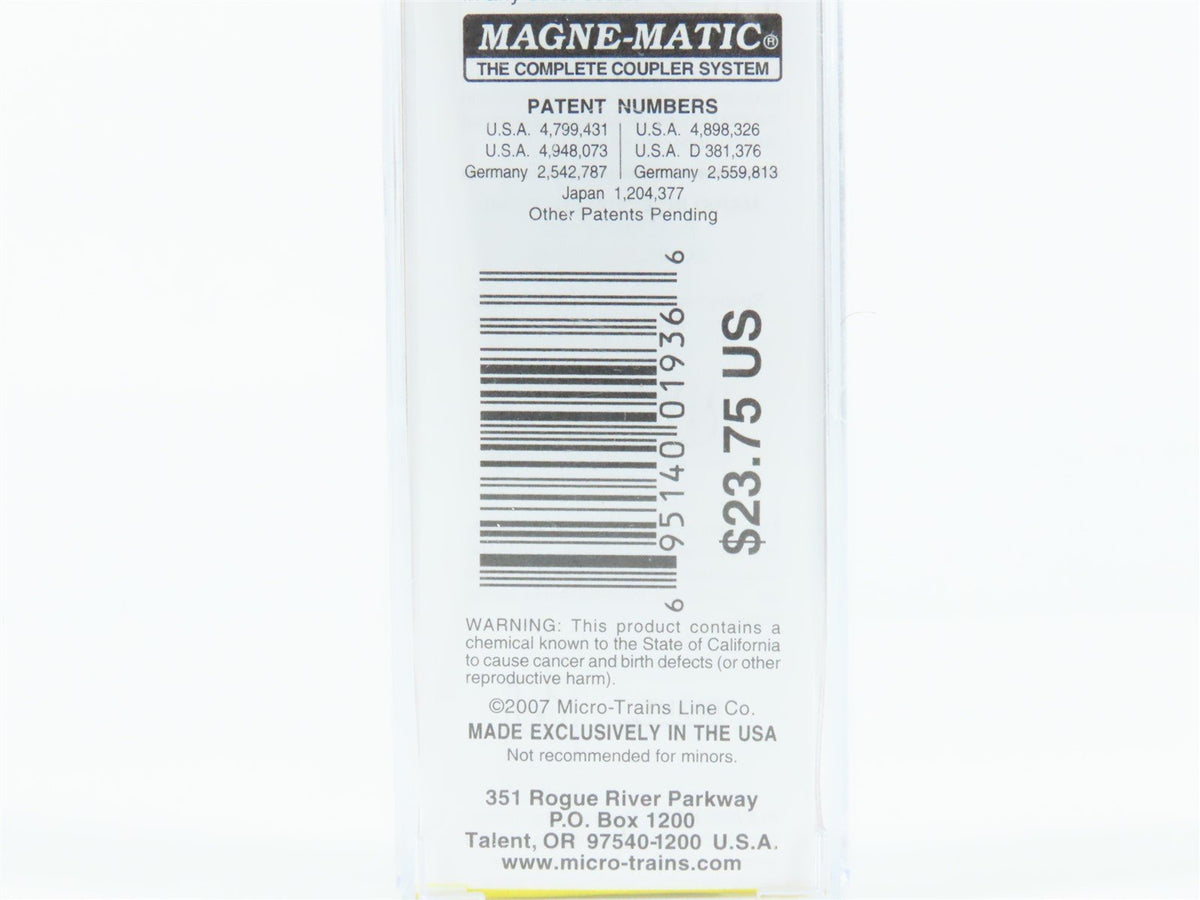 MAGNE-MATIC®
THE COMPLETE COUPLER SYSTEM
PATENT NUMBERS
U.S.A. 4,799,431 | U.S.A. 4,898,326
U.S.A. 4,948,073 | U.S.A. D 381,376
Germany 2,542,787 | Germany 2,559,813
Japan 1,204,377
Other Patents Pending
6 95140 01936 6
$23.75 US
WARNING: This product contains a
chemical known to the State of California
to cause cancer and birth defects (or other
reproductive harm).
©2007 Micro-Trains Line Co.
MADE EXCLUSIVELY IN THE USA
Not recommended for minors.
351 Rogue River Parkway
P.O. Box 1200
Talent, OR 97540-1200 U.S.A.
www.micro-trains.com